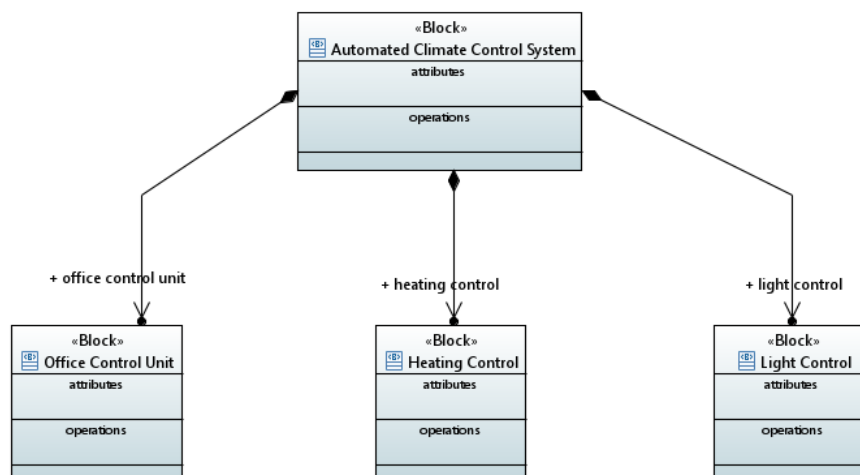 «Block»
Automated Climate Control System
attributes
operations
+ office control unit
+ heating control
+ light control
«Block»
Office Control Unit
attributes
operations
«Block»
Heating Control
attributes
operations
«Block»
Light Control
attributes
operations